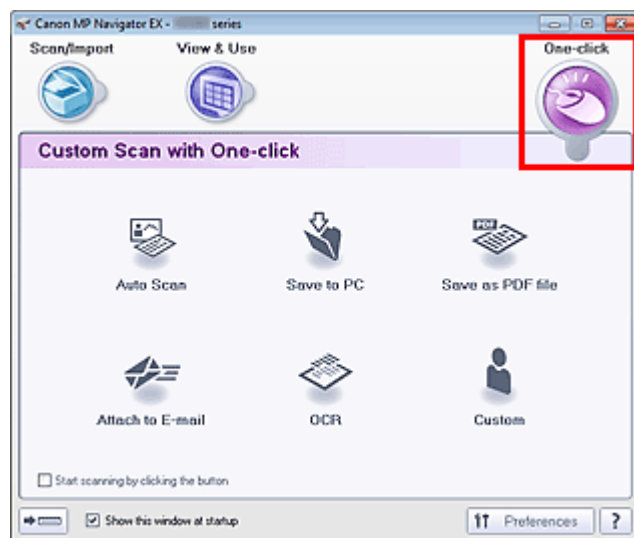 Canon MP Navigator EX - series
Scan/Import View & Use One-click
Custom Scan with One-click
Auto Scan Save to PC Save as PDF file
PDF
Attach to E-mail OCR Custom
Start scanning by clicking the button
Show this window at startup Preferences ?